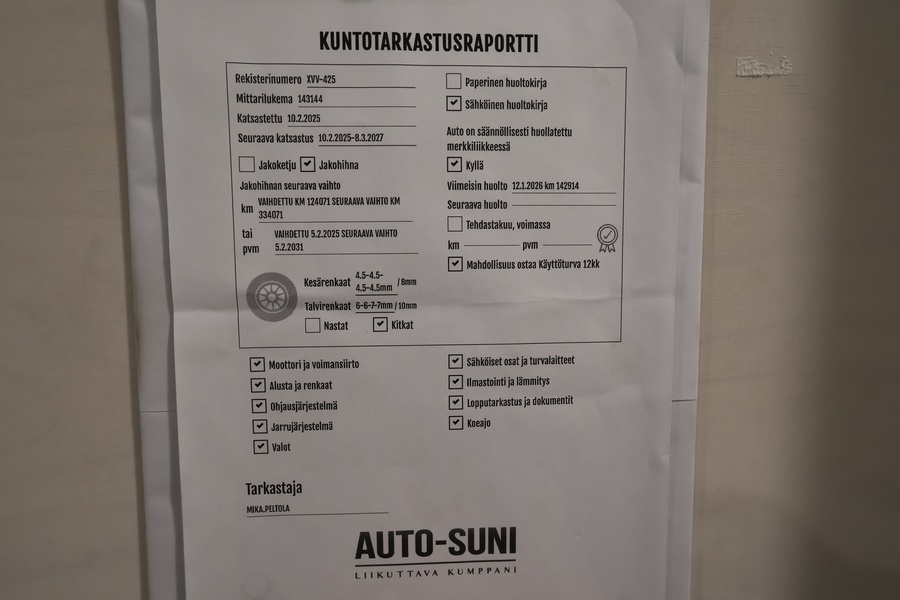 KUNTOTARKASTUSRAPORTTI
Rekisterinumero XVV-425
Mittarilukema 143144
Katsastettu 10.2.2025
Seuraava katsastus 10.2.2025-8.3.2027
Jakoketju Jakohihna
Jakohihnan seuraava vaihto
km VAIHDETTU KM 124071 SEURAAVA VAIHTO KM
334071
tai pvm VAIHDETTU 5.2.2025 SEURAAVA VAIHTO
5.2.2031
Kesärenkaat 4.5-4.5-
4.5-4.5mm / 8mm
Talvirenkaat 6-6-7-7mm / 10mm
Nastat Kitkat
Paperinen huoltokirja
Sähköinen huoltokirja
Auto on säännöllisesti huollatettu
merkkiliikkeessä
Kyllä
Viimeisin huolto 12.1.2026 km 142914
Seuraava huolto
Tehdastakuu, voimassa
km pvm
Mahdollisuus ostaa Käyttöturva 12kk
Moottori ja voimansiirto
Alusta ja renkaat
Ohjausjärjestelmä
Jarrujärjestelmä
Valot
Sähköiset osat ja turvalaitteet
Ilmastointi ja lämmitys
Lopputarkastus ja dokumentit
Koeajo
Tarkastaja
MIKA.PELTOLA
AUTO-SUNI
LIIKUTTAVA KUMPPANI